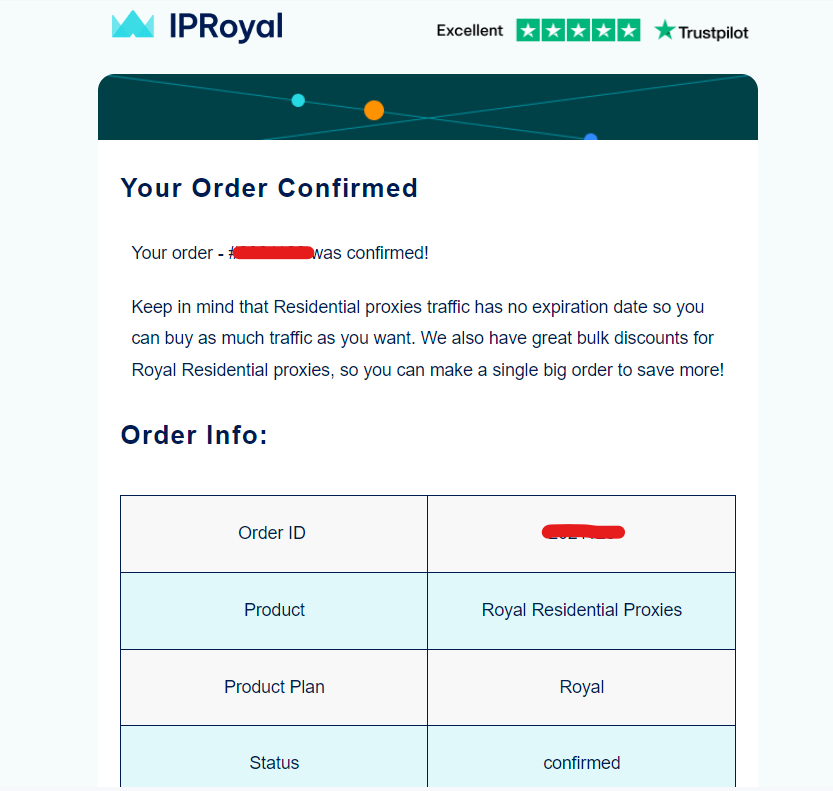 IPRoyal
Excellent
Trustpilot
Your Order Confirmed
Your order - # was confirmed!
Keep in mind that Residential proxies traffic has no expiration date so you
can buy as much traffic as you want. We also have great bulk discounts for
Royal Residential proxies, so you can make a single big order to save more!
Order Info:
Order ID
Product
Royal Residential Proxies
Product Plan
Royal
Status
confirmed